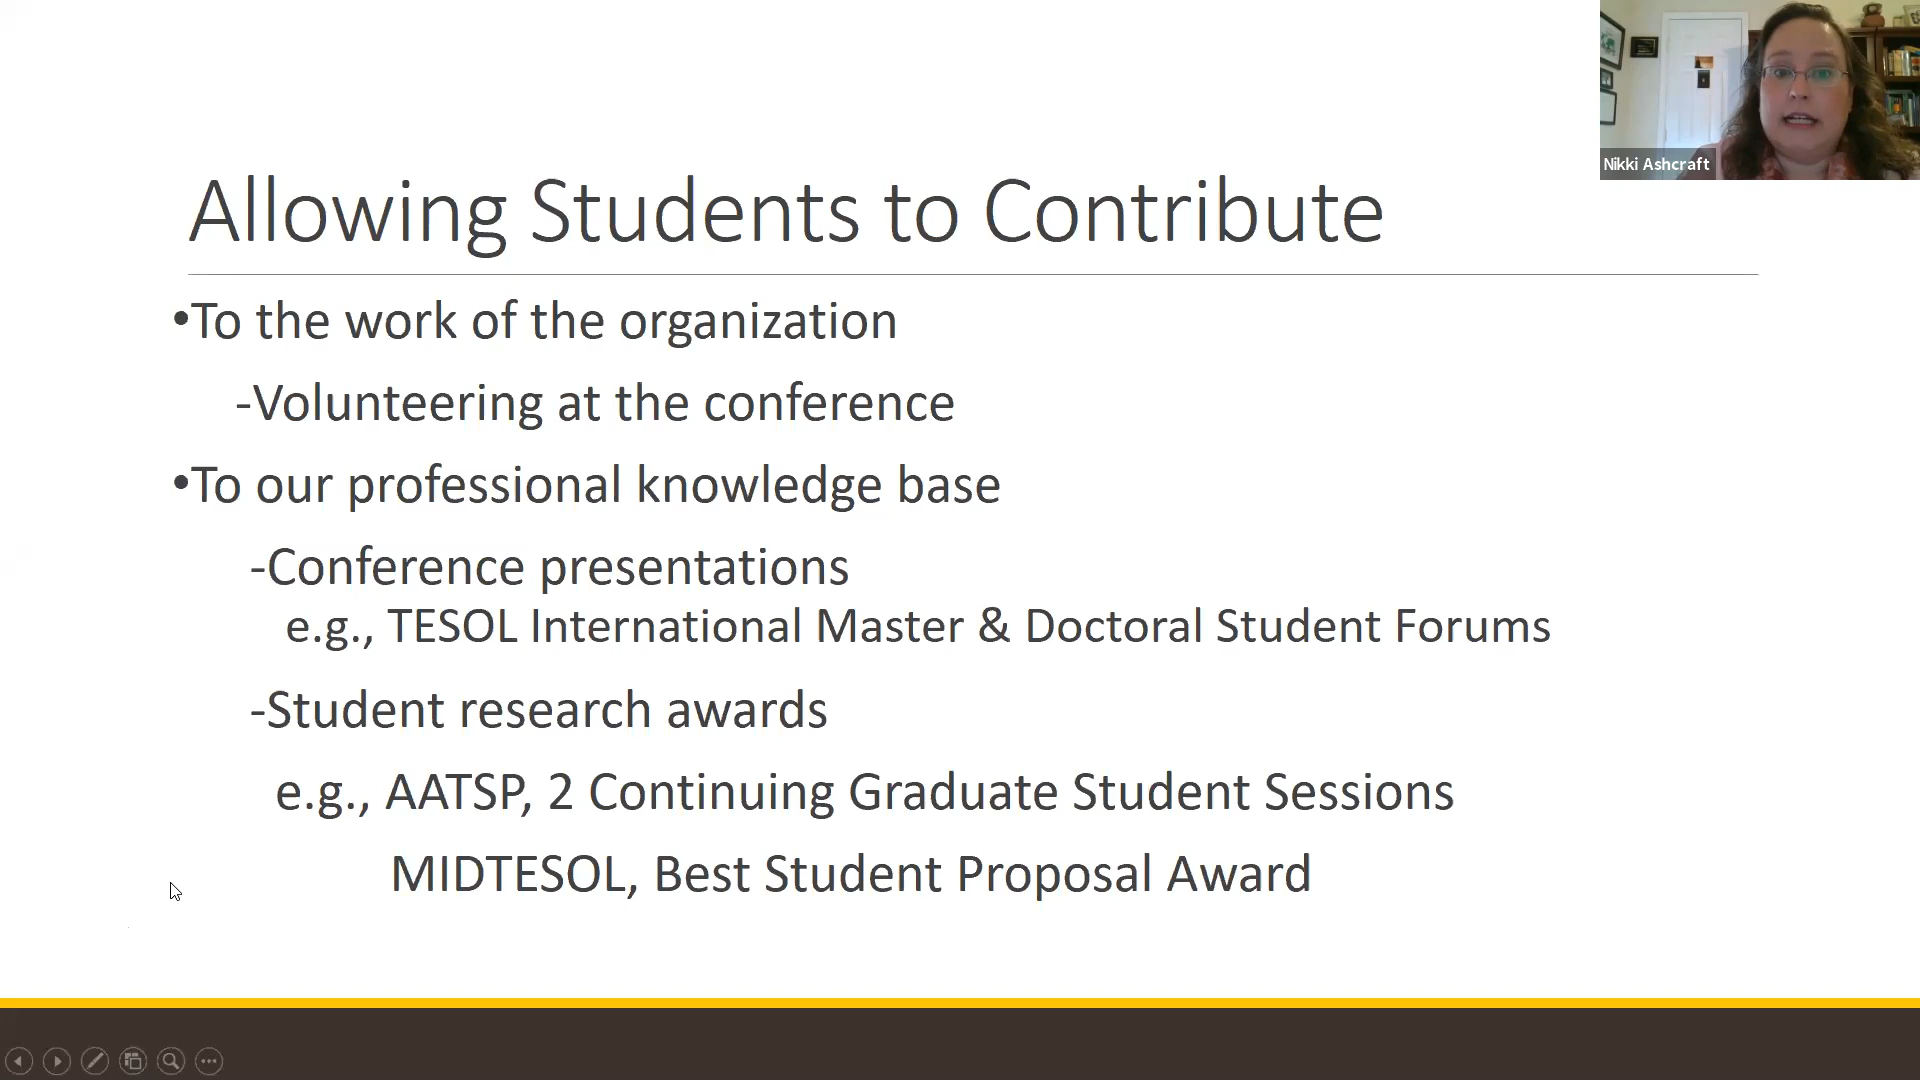 Nikki Ashcraft
Allowing Students to Contribute
•To the work of the organization
-Volunteering at the conference
•To our professional knowledge base
-Conference presentations
e.g., TESOL International Master & Doctoral Student Forums
-Student research awards
e.g., AATSP, 2 Continuing Graduate Student Sessions
MIDTESOL, Best Student Proposal Award